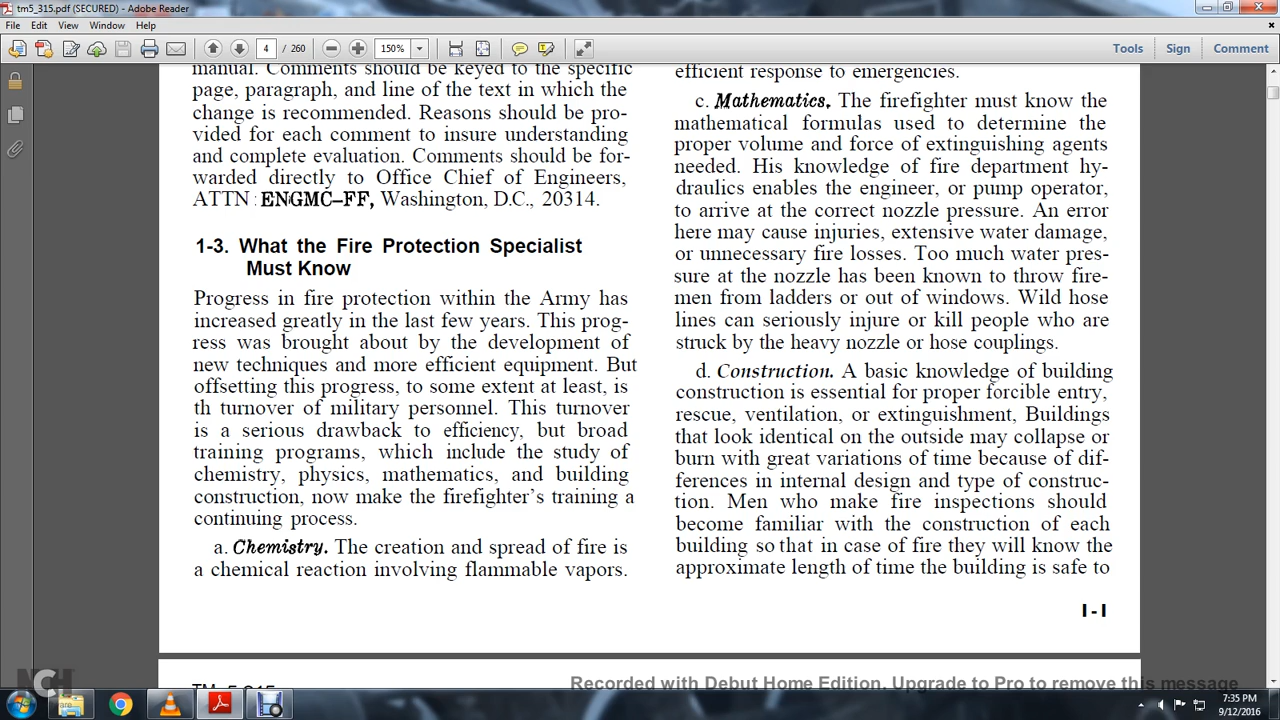 tm5_315.pdf (SECURED) - Adobe Reader
File Edit View Window Help
4 / 260 150% Tools Sign Comment
manual. Comments should be keyed to the specific
page, paragraph, and line of the text in which the
change is recommended. Reasons should be pro-
vided for each comment to insure understanding
and complete evaluation. Comments should be for-
warded directly to Office Chief of Engineers,
ATTN : ENGMC–FF, Washington, D.C., 20314.
1-3. What the Fire Protection Specialist
Must Know
Progress in fire protection within the Army has
increased greatly in the last few years. This prog-
ress was brought about by the development of
new techniques and more efficient equipment. But
offsetting this progress, to some extent at least, is
th turnover of military personnel. This turnover
is a serious drawback to efficiency, but broad
training programs, which include the study of
chemistry, physics, mathematics, and building
construction, now make the firefighter's training a
continuing process.
a. Chemistry. The creation and spread of fire is
a chemical reaction involving flammable vapors.
efficient response to emergencies.
c. Mathematics. The firefighter must know the
mathematical formulas used to determine the
proper volume and force of extinguishing agents
needed. His knowledge of fire department hy-
draulics enables the engineer, or pump operator,
to arrive at the correct nozzle pressure. An error
here may cause injuries, extensive water damage,
or unnecessary fire losses. Too much water pres-
sure at the nozzle has been known to throw fire-
men from ladders or out of windows. Wild hose
lines can seriously injure or kill people who are
struck by the heavy nozzle or hose couplings.
d. Construction. A basic knowledge of building
construction is essential for proper forcible entry,
rescue, ventilation, or extinguishment, Buildings
that look identical on the outside may collapse or
burn with great variations of time because of dif-
ferences in internal design and type of construc-
tion. Men who make fire inspections should
become familiar with the construction of each
building so that in case of fire they will know the
approximate length of time the building is safe to
I-I
TM 5-315
Recorded with Debut Home Edition. Upgrade to Pro to remove this message
NCH
7:35 PM
9/12/2016